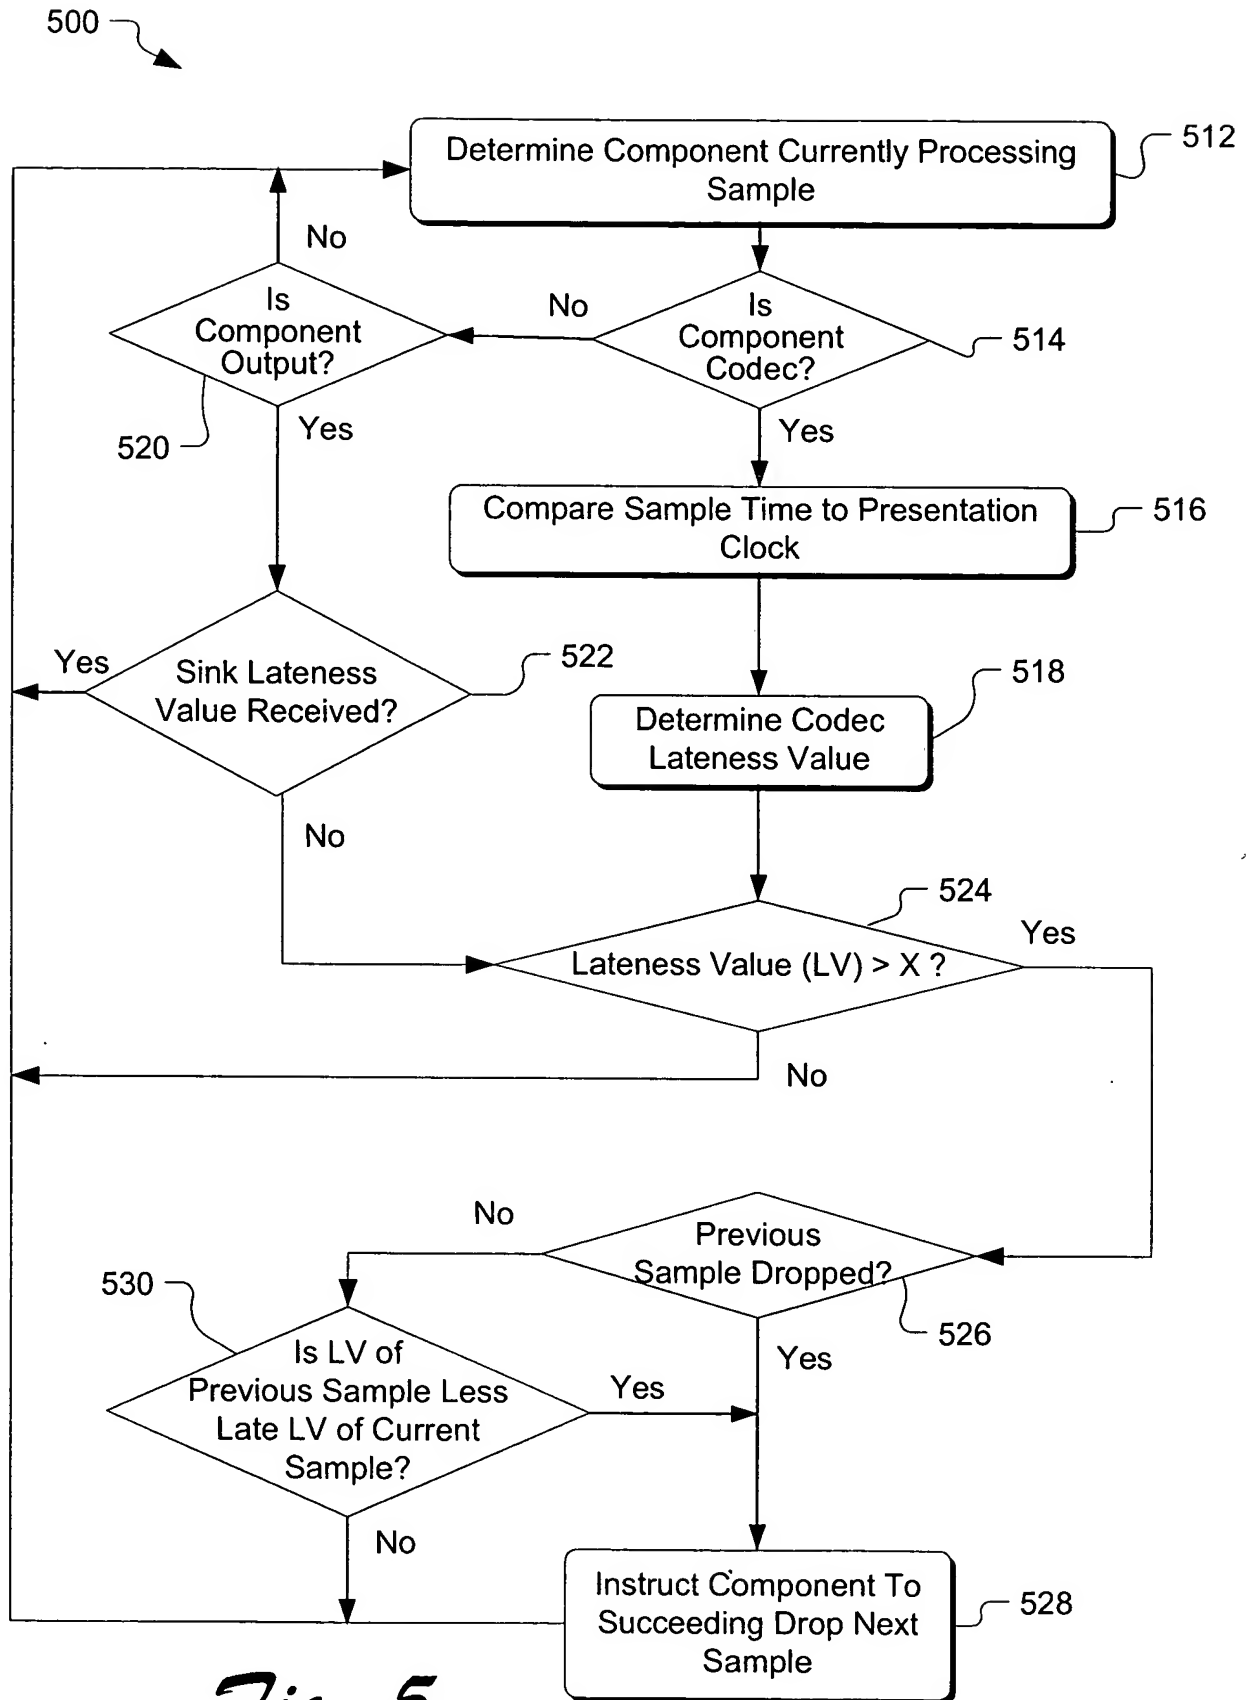 500
512
Determine Component Currently Processing
Sample
No
Is
Component
Output?
520
No
Is
Component
Codec?
514
Yes
Yes
Compare Sample Time to Presentation
Clock
516
Yes
Sink Lateness
Value Received?
522
518
Determine Codec
Lateness Value
No
524
Lateness Value (LV) > X ?
Yes
No
No
Previous
Sample Dropped?
526
530
Is LV of
Previous Sample Less
Late LV of Current
Sample?
Yes
Yes
No
Instruct Component To
Succeeding Drop Next
Sample
528
Fig. 5